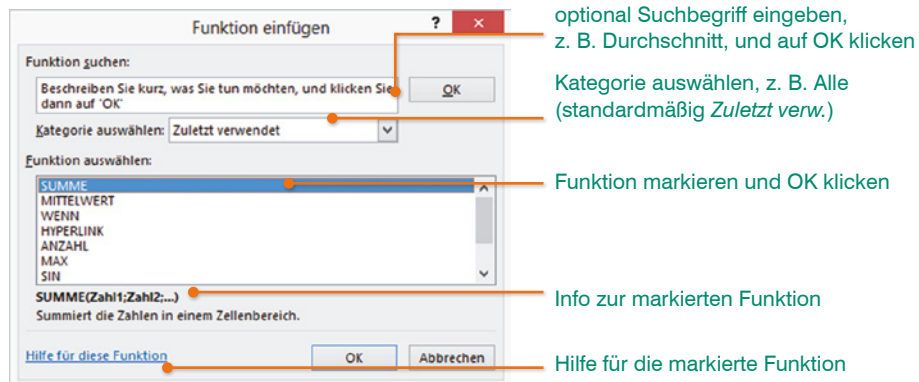 Funktion einfügen
?
×
Funktion suchen:
Beschreiben Sie kurz, was Sie tun möchten, und klicken Sie
dann auf 'OK'
OK
Kategorie auswählen: Zuletzt verwendet
Funktion auswählen:
SUMME
MITTELWERT
WENN
HYPERLINK
ANZAHL
MAX
SIN
SUMME(Zahl1;Zahl2;...)
Summiert die Zahlen in einem Zellenbereich.
Hilfe für diese Funktion
OK
Abbrechen
optional Suchbegriff eingeben,
z. B. Durchschnitt, und auf OK klicken
Kategorie auswählen, z. B. Alle
(standardmäßig Zuletzt verw.)
Funktion markieren und OK klicken
Info zur markierten Funktion
Hilfe für die markierte Funktion